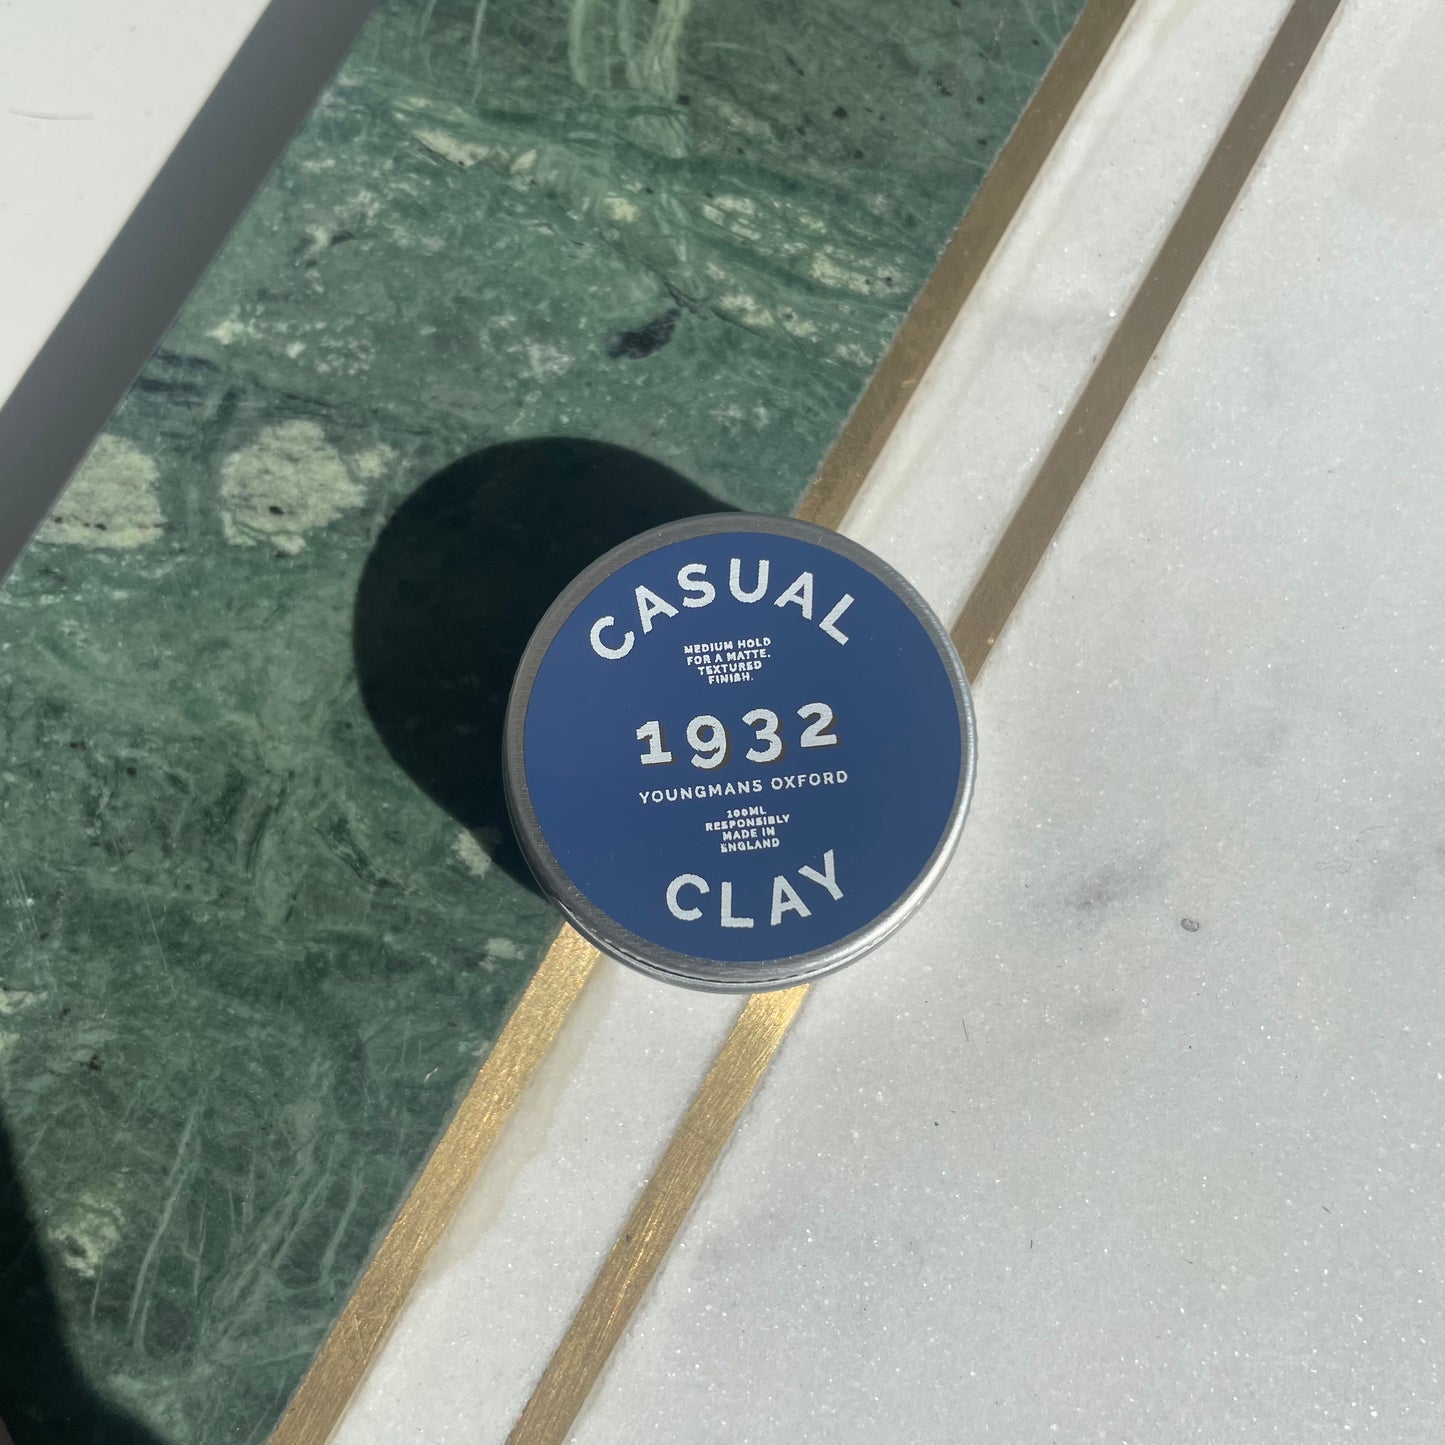 CASUAL
MEDIUM HOLD
FOR A MATTE,
TEXTURED
FINISH.
1932
YOUNGMANS OXFORD
100ML
RESPONSIBLY
MADE IN
ENGLAND
CLAY